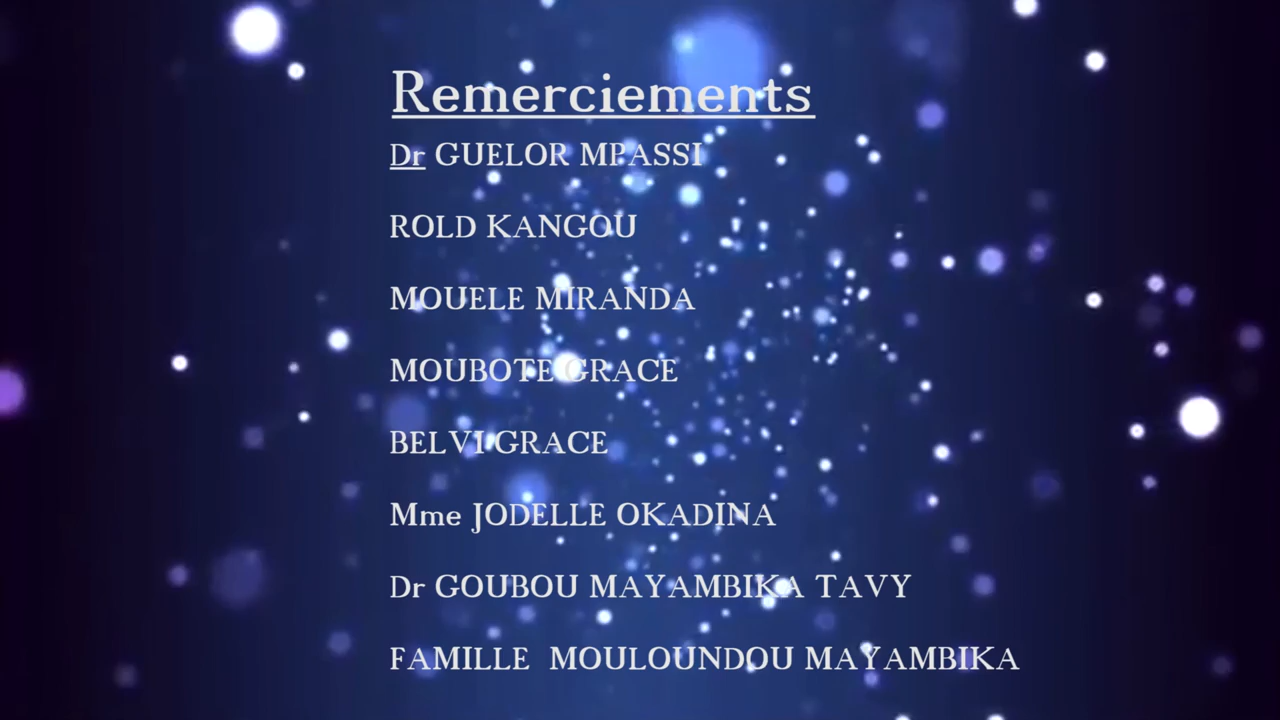 Remerciements
Dr GUELOR MPASSI
ROLD KANGOU
MOUELE MIRANDA
MOUBOTE GRACE
BELVI GRACE
Mme JODELLE OKADINA
Dr GOUBOU MAYAMBIKA TAVY
FAMILLE  MOULOUNDOU MAYAMBIKA